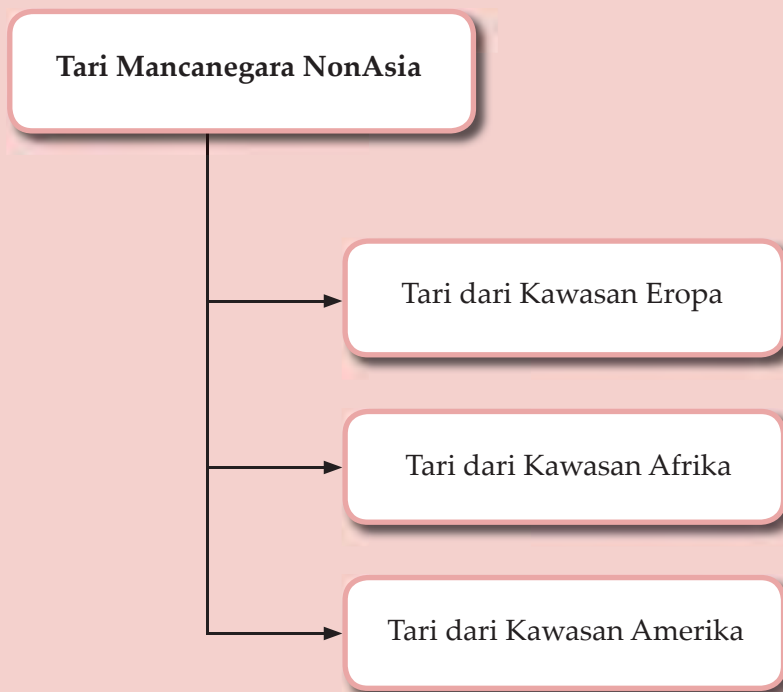 Tari Mancanegara NonAsia
Tari dari Kawasan Eropa
Tari dari Kawasan Afrika
Tari dari Kawasan Amerika